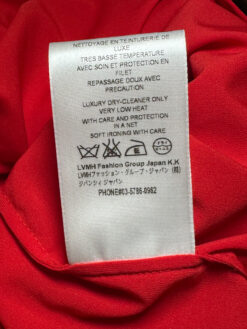 NETTOYAGE EN TEINTURERIE DE
LUXE
TRES BASSE TEMPERATURE
AVEC SOIN ET PROTECTION EN
FILET
REPASSAGE DOUX AVEC
PRECAUTION
LUXURY DRY-CLEANER ONLY
VERY LOW HEAT
WITH CARE AND PROTECTION
IN A NET
SOFT IRONING WITH CARE
LVMH Fashion Group Japan K.K
LVMHファッション・グループ・ジャパン(株)
ジバンシィ ジャパン
PHONE#03-5786-0962